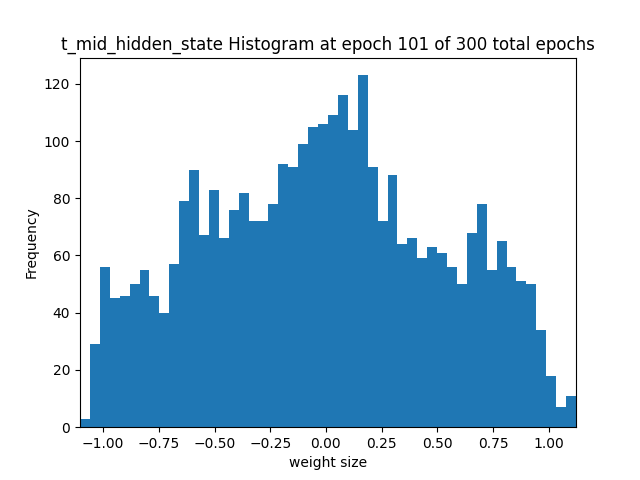 t_mid_hidden_state Histogram at epoch 101 of 300 total epochs
120
100
80
60
40
20
0
Frequency
−1.00 −0.75 −0.50 −0.25 0.00 0.25 0.50 0.75 1.00
weight size